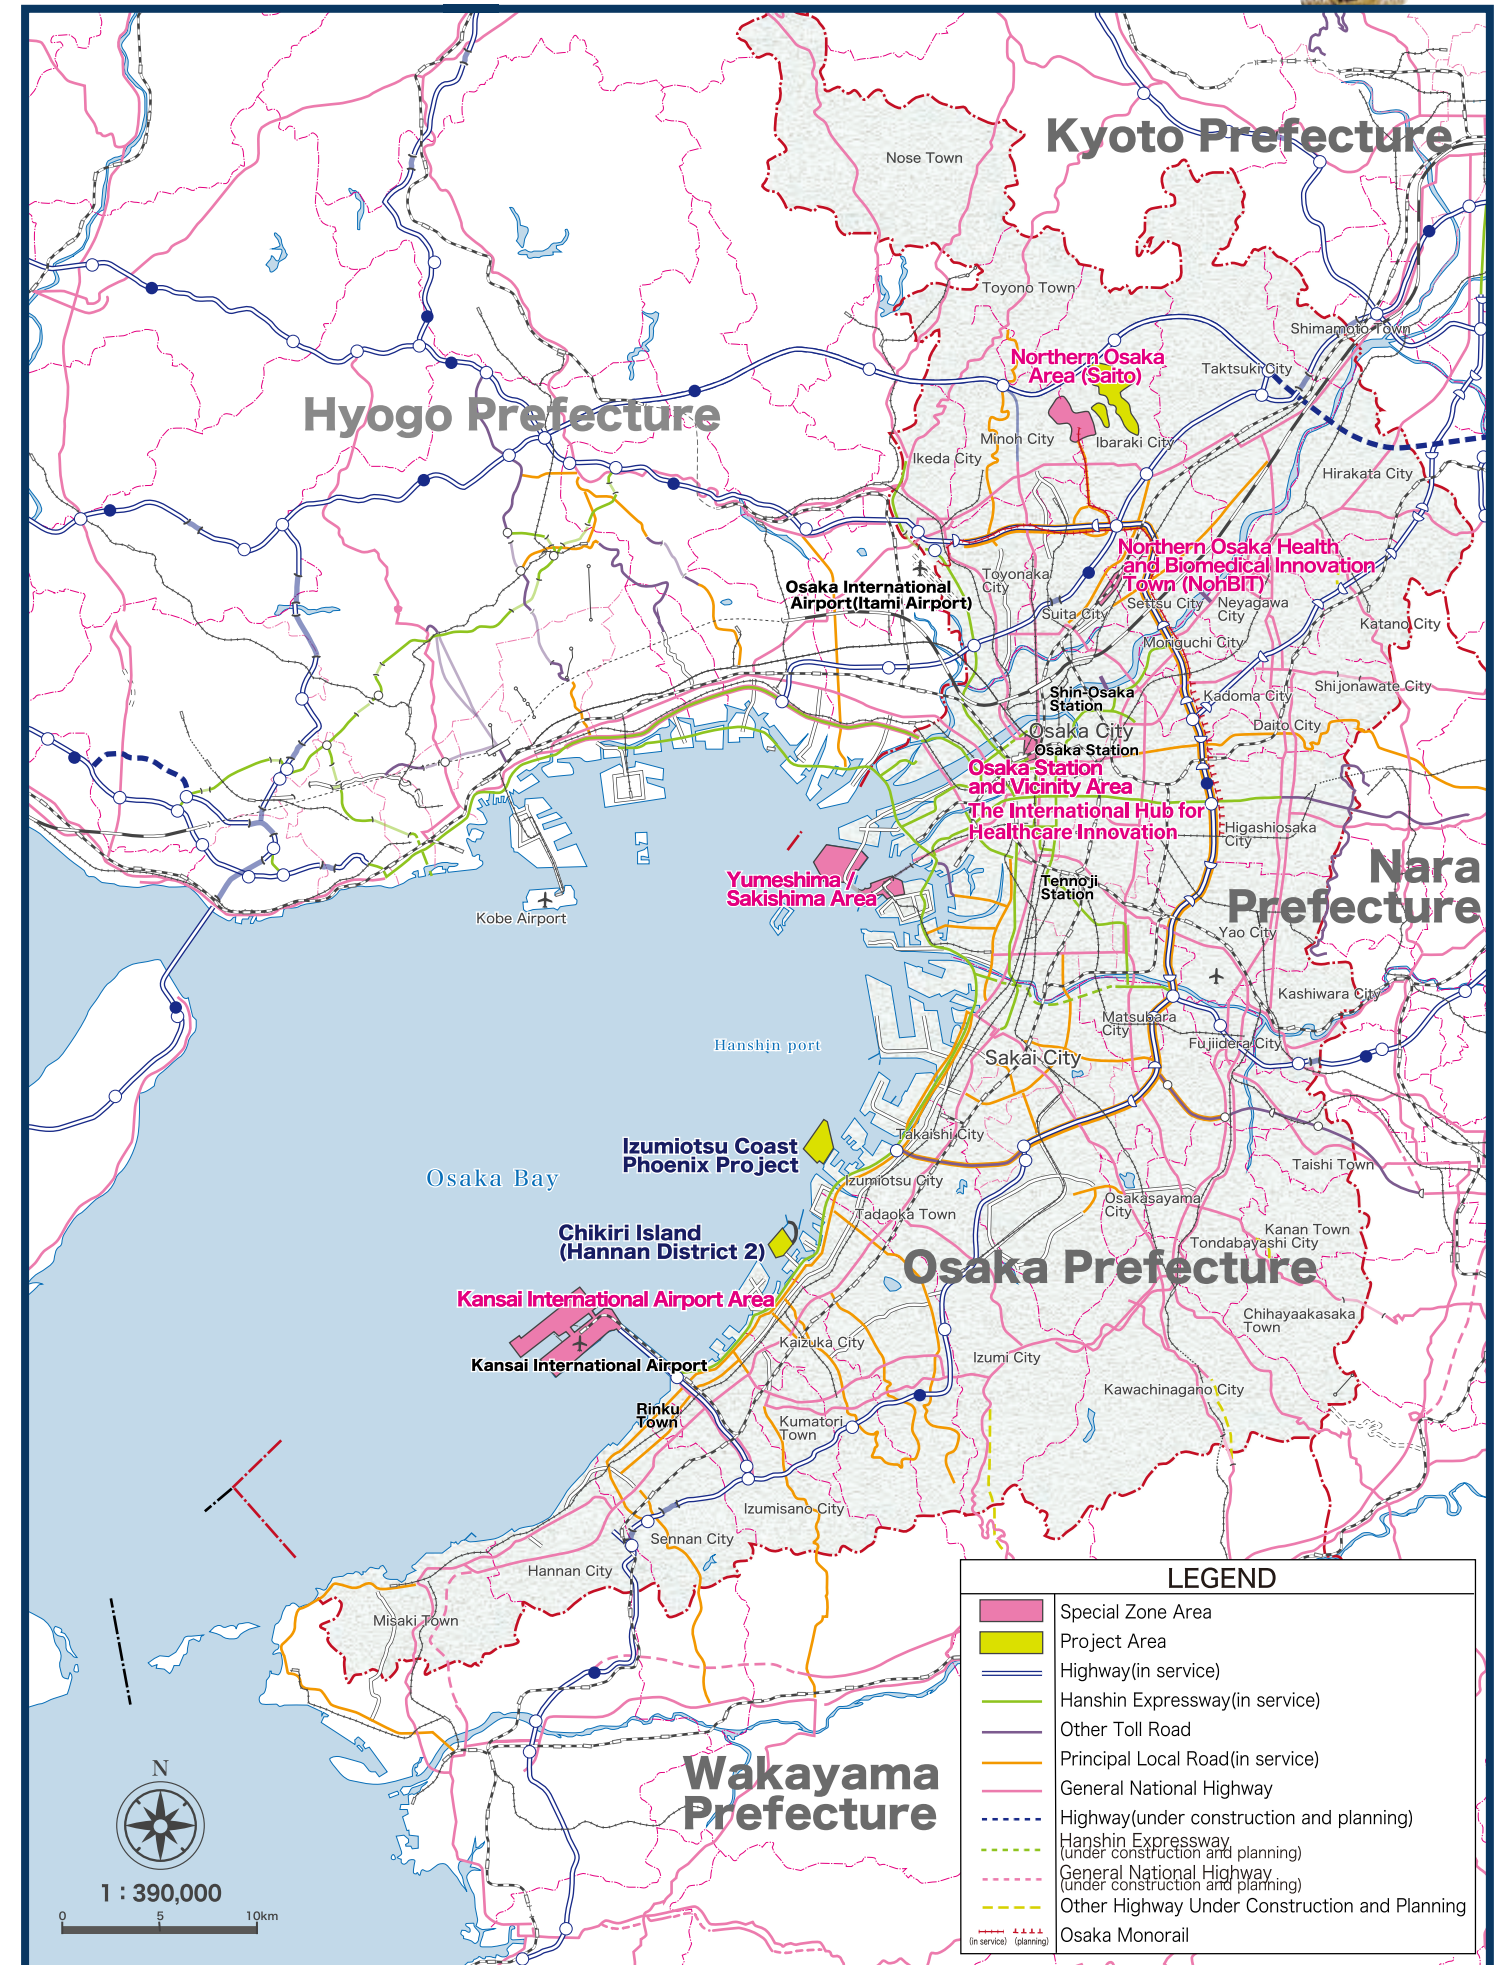 Kyoto Prefecture
Nose Town
Toyono Town
Shimamoto Town
Northern Osaka
Area (Saito)
Taktsuki City
Hyogo Prefecture
Minoh City
Ibaraki City
Ikeda City
Hirakata City
Northern Osaka Health
and Biomedical Innovation
Town (NohBIT)
Osaka International
Airport(Itami Airport)
Toyonaka
City
Suita City
Settsu City
Neyagawa
City
Katano City
Moriguchi City
Shin-Osaka
Station
Kadoma City
Shijonawate City
Daito City
Osaka City
Osaka Station
Osaka Station
and Vicinity Area
The International Hub for
Healthcare Innovation
Higashiosaka
City
Nara
Prefecture
Yumeshima /
Sakishima Area
Tennoji
Station
Kobe Airport
Yao City
Kashiwara City
Matsubara
City
Fujiidera City
Hanshin port
Sakai City
Takaishi City
Izumiotsu Coast
Phoenix Project
Osaka Bay
Izumiotsu City
Taishi Town
Osakasayama
City
Tadaoka Town
Kanan Town
Tondabayashi City
Chikiri Island
(Hannan District 2)
Osaka Prefecture
Kansai International Airport Area
Chihayaakasaka
Town
Kaizuka City
Izumi City
Kansai International Airport
Kawachinagano City
Rinku
Town
Kumatori
Town
Izumisano City
Sennan City
Hannan City
Misaki Town
Wakayama
Prefecture
N
1 : 390,000
0 5 10km
LEGEND
Special Zone Area
Project Area
Highway(in service)
Hanshin Expressway(in service)
Other Toll Road
Principal Local Road(in service)
General National Highway
Highway(under construction and planning)
Hanshin Expressway
(under construction and planning)
General National Highway
(under construction and planning)
Other Highway Under Construction and Planning
(in service) (planning) Osaka Monorail